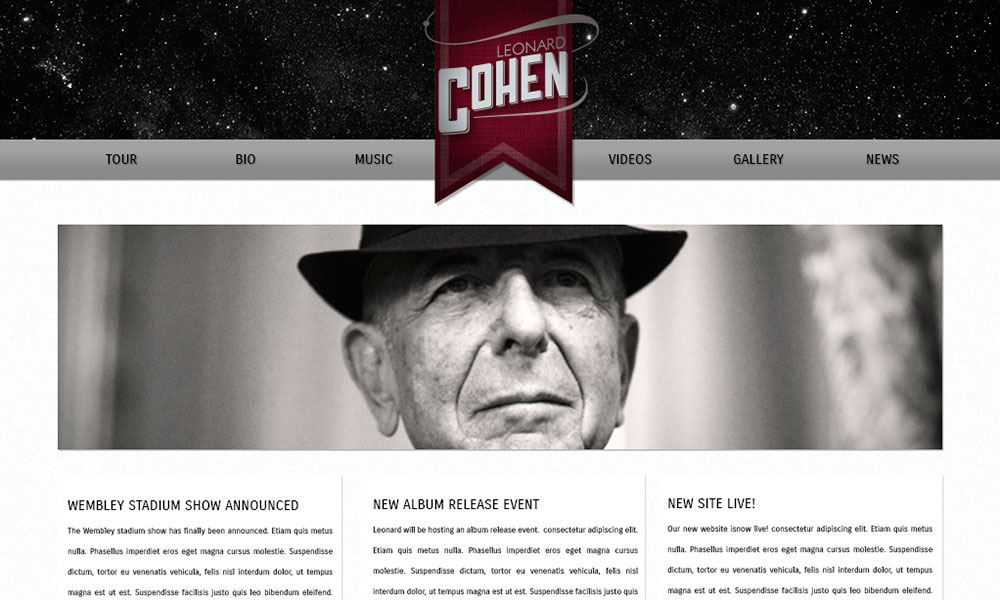 LEONARD
COHEN
TOUR BIO MUSIC VIDEOS GALLERY NEWS
WEMBLEY STADIUM SHOW ANNOUNCED
The Wembley stadium show has finally been announced. Etiam quis metus
nulla. Phasellus imperdiet eros eget magna cursus molestie. Suspendisse
dictum, tortor eu venenatis vehicula, felis nisl interdum dolor, ut tempus
magna est ut est. Suspendisse facilisis justo quis leo bibendum eleifend.
NEW ALBUM RELEASE EVENT
Leonard will be hosting an album release event. consectetur adipiscing elit.
Etiam quis metus nulla. Phasellus imperdiet eros eget magna cursus
molestie. Suspendisse dictum, tortor eu venenatis vehicula, felis nisl
interdum dolor, ut tempus magna est ut est. Suspendisse facilisis justo quis
NEW SITE LIVE!
Our new website isnow live! consectetur adipiscing elit. Etiam quis metus
nulla. Phasellus imperdiet eros eget magna cursus molestie. Suspendisse
dictum, tortor eu venenatis vehicula, felis nisl interdum dolor, ut tempus
magna est ut est. Suspendisse facilisis justo quis leo bibendum eleifend.